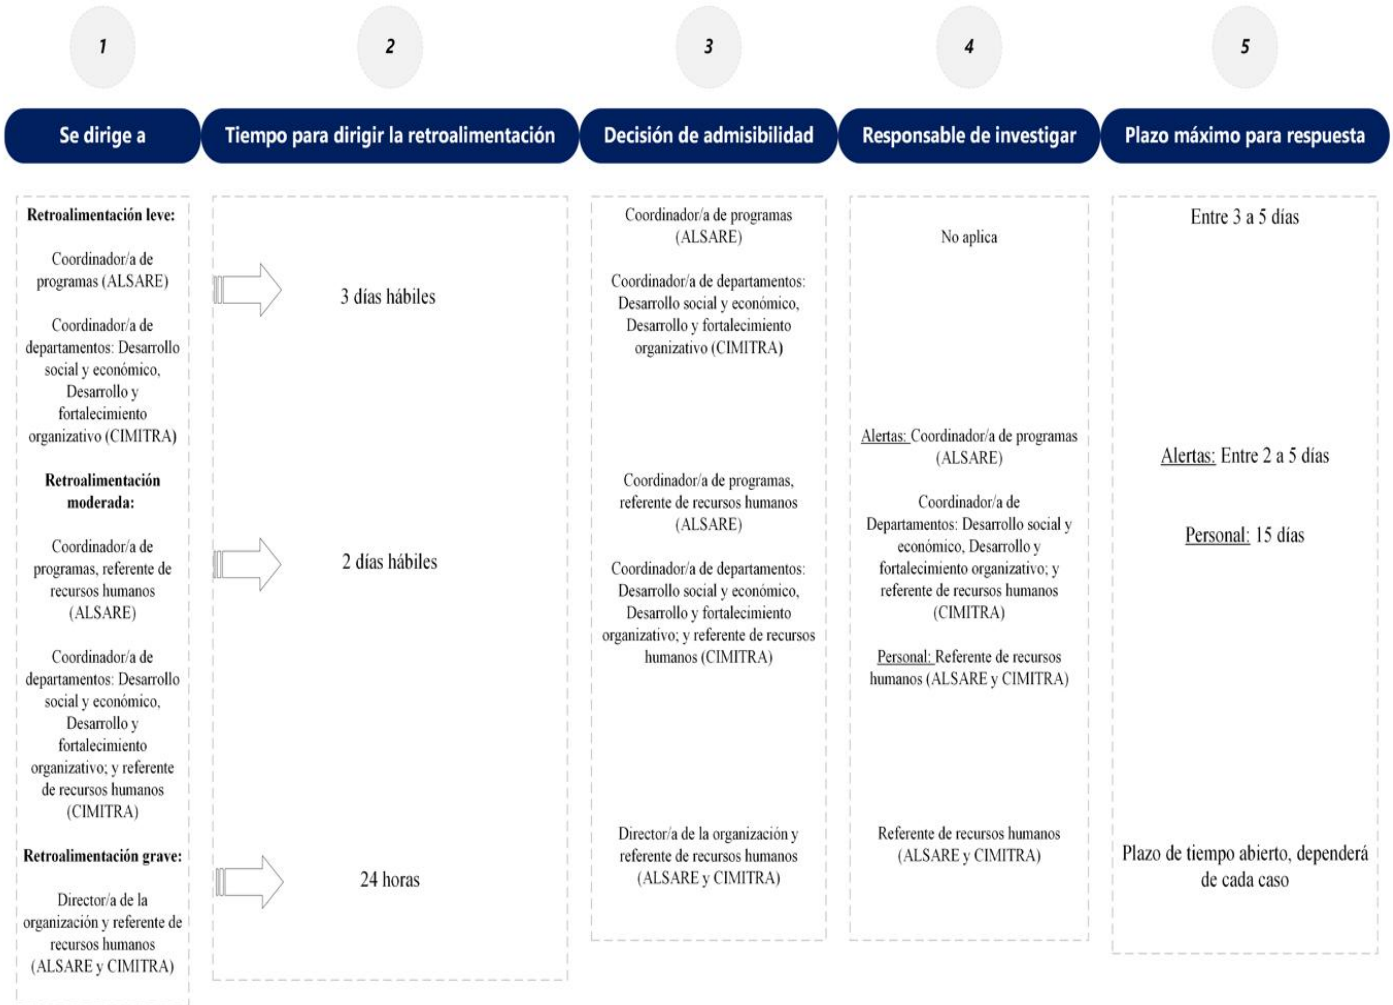 1
2
3
4
5
Se dirige a
Tiempo para dirigir la retroalimentación
Decisión de admisibilidad
Responsable de investigar
Plazo máximo para respuesta
Retroalimentación leve:
Coordinador/a de
programas (ALSARE)
Coordinador/a de
departamentos: Desarrollo
social y económico,
Desarrollo y
fortalecimiento
organizativo (CIMITRA)
Retroalimentación
moderada:
Coordinador/a de
programas, referente de
recursos humanos
(ALSARE)
Coordinador/a de
departamentos: Desarrollo
social y económico,
Desarrollo y
fortalecimiento
organizativo; y referente
de recursos humanos
(CIMITRA)
Retroalimentación grave:
Director/a de la
organización y referente de
recursos humanos
(ALSARE y CIMITRA)
3 días hábiles
2 días hábiles
24 horas
Coordinador/a de programas
(ALSARE)
Coordinador/a de departamentos:
Desarrollo social y económico,
Desarrollo y fortalecimiento
organizativo (CIMITRA)
Coordinador/a de programas,
referente de recursos humanos
(ALSARE)
Coordinador/a de departamentos:
Desarrollo social y económico,
Desarrollo y fortalecimiento
organizativo; y referente de recursos
humanos (CIMITRA)
Director/a de la organización y
referente de recursos humanos
(ALSARE y CIMITRA)
No aplica
Alertas: Coordinador/a de programas
(ALSARE)
Coordinador/a de
Departamentos: Desarrollo social y
económico, Desarrollo y
fortalecimiento organizativo; y
referente de recursos humanos
(CIMITRA)
Personal: Referente de recursos
humanos (ALSARE y CIMITRA)
Referente de recursos humanos
(ALSARE y CIMITRA)
Entre 3 a 5 días
Alertas: Entre 2 a 5 días
Personal: 15 días
Plazo de tiempo abierto, dependerá
de cada caso